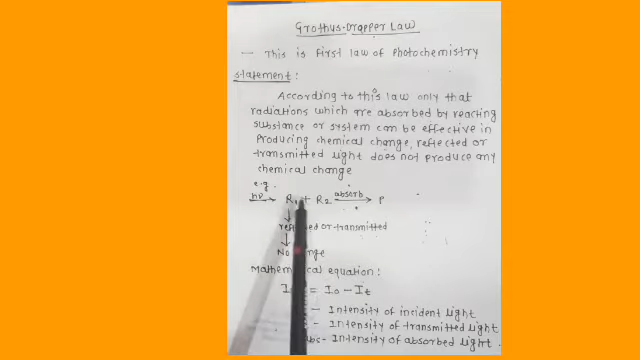 Grothus-Drapper Law
— This is first law of Photochemistry
statement :
According to this law only that
radiations which are absorbed by reacting
substance or system can be effective in
producing chemical change, reflected or
transmitted light does not produce any
chemical change
e.g.
hν R1 + R2 absorb → P
or transmitted
No
Mathematical equation :
= Io - It
- Intensity of incident light
- Intensity of transmitted light
- Intensity of absorbed light